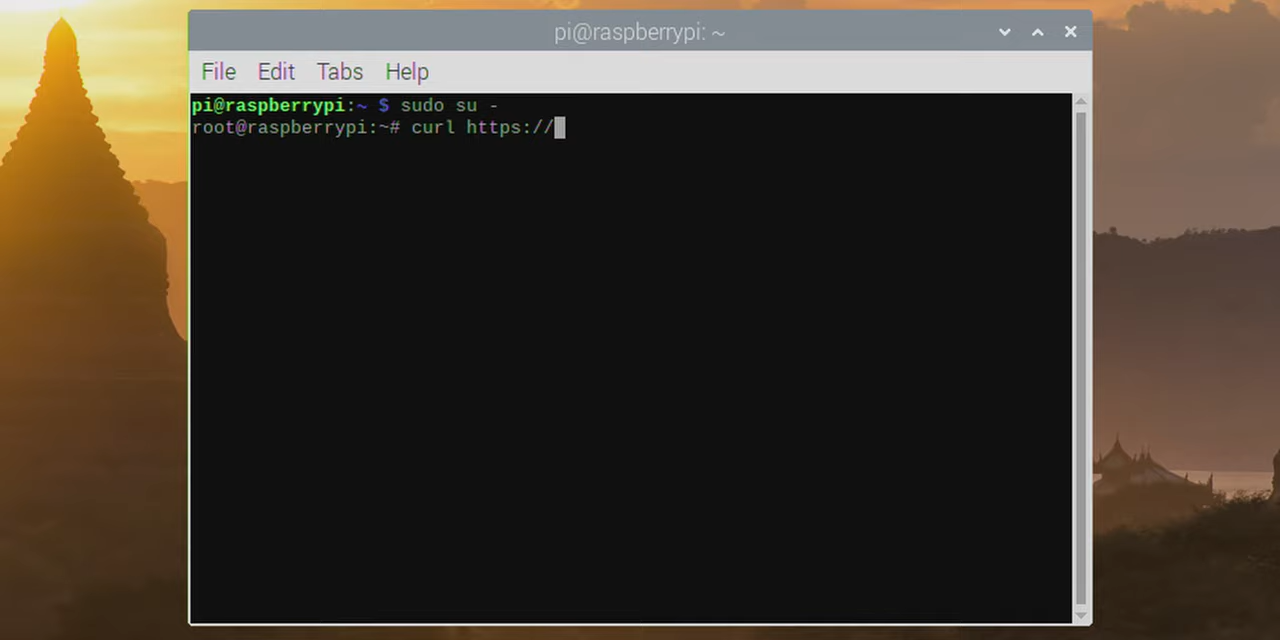 pi@raspberrypi: ~
File Edit Tabs Help
pi@raspberrypi:~ $ sudo su -
root@raspberrypi:~# curl https://